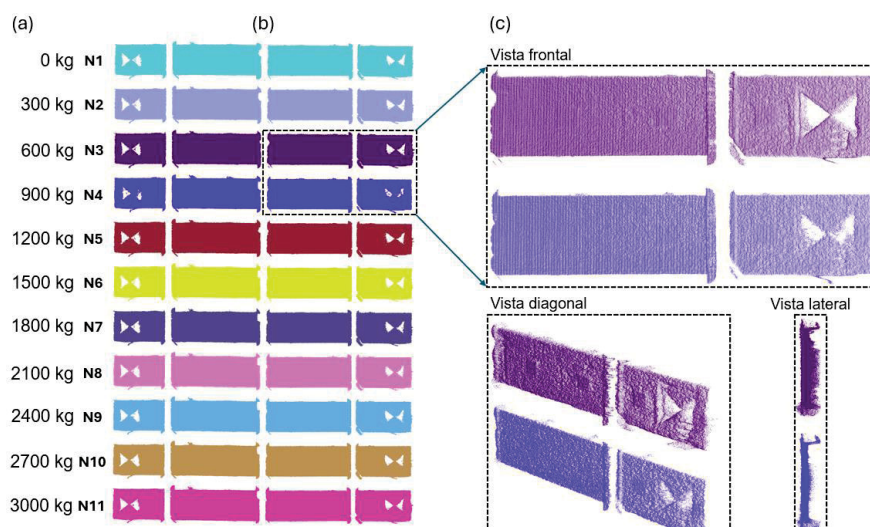 (a)
(b)
(c)
0 kg N1
300 kg N2
600 kg N3
900 kg N4
1200 kg N5
1500 kg N6
1800 kg N7
2100 kg N8
2400 kg N9
2700 kg N10
3000 kg N11
Vista frontal
Vista diagonal
Vista lateral